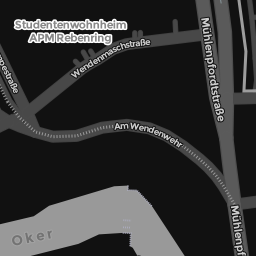 Studentenwohnheim
APM Rebenring
Wendenmaschstraße
Mühlenpfordtstraße
Am Wendenwehr
Oker